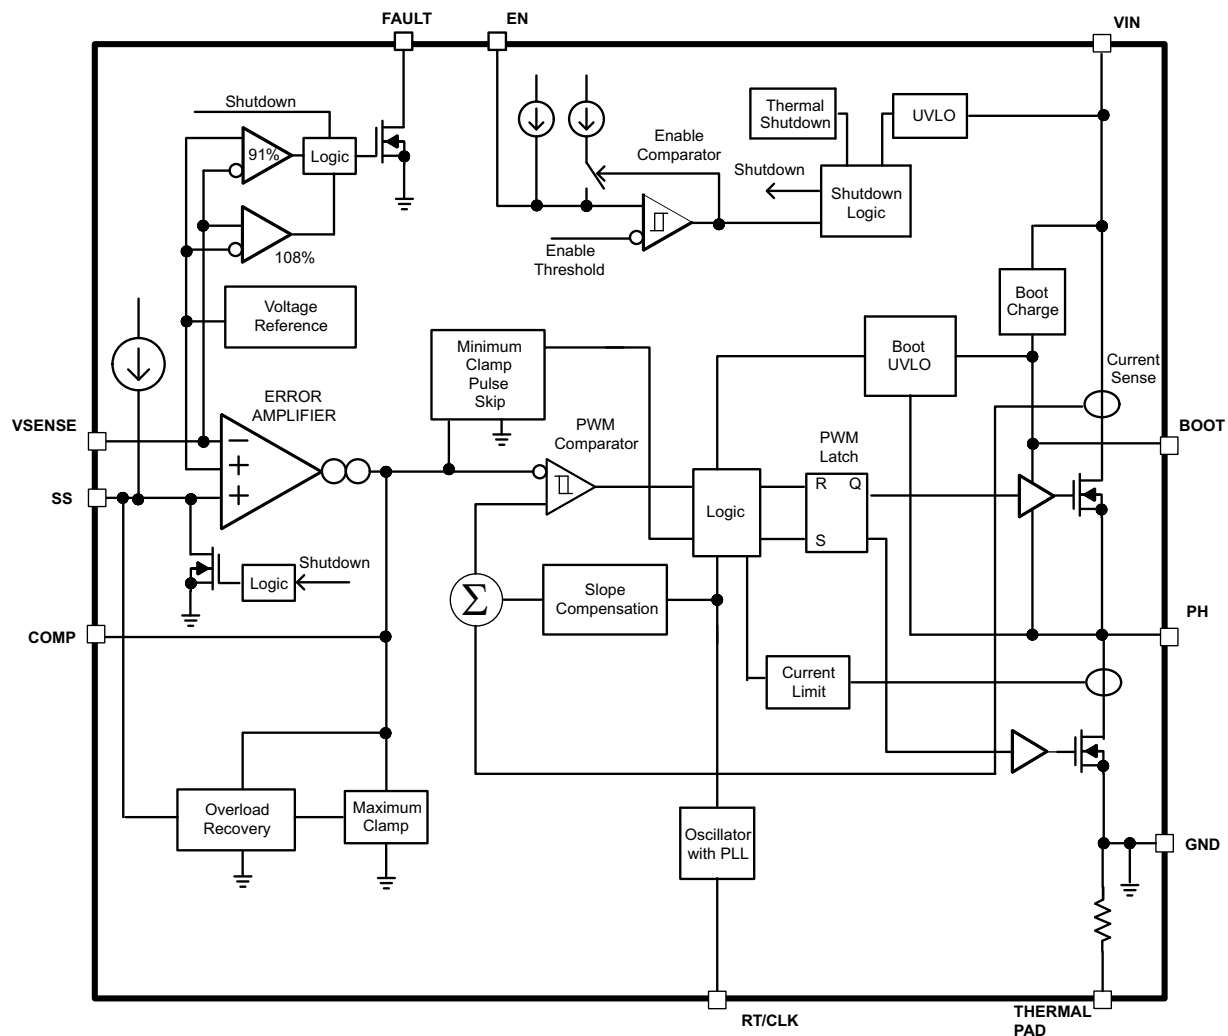 FAULT
EN
VIN
Shutdown
91%
Logic
108%
Voltage
Reference
Enable
Comparator
Enable
Threshold
Thermal
Shutdown
UVLO
Shutdown
Shutdown
Logic
Boot
Charge
Current
Sense
Boot
UVLO
Minimum
Clamp
Pulse
Skip
ERROR
AMPLIFIER
VSENSE
−
+
+
SS
BOOT
PWM
Comparator
PWM
Latch
R Q
S
Logic
Shutdown
Logic
Σ
Slope
Compensation
COMP
PH
Current
Limit
Overload
Recovery
Maximum
Clamp
Oscillator
with PLL
GND
RT/CLK
THERMAL
PAD